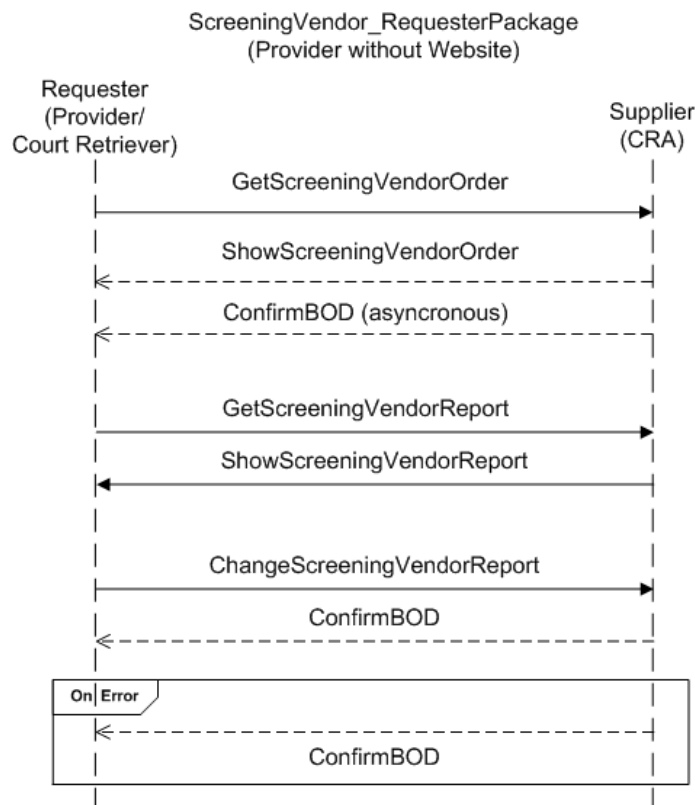 ScreeningVendor_RequesterPackage
(Provider without Website)
Requester
(Provider/
Court Retriever)
Supplier
(CRA)
GetScreeningVendorOrder
ShowScreeningVendorOrder
ConfirmBOD (asyncronous)
GetScreeningVendorReport
ShowScreeningVendorReport
ChangeScreeningVendorReport
ConfirmBOD
On Error
ConfirmBOD